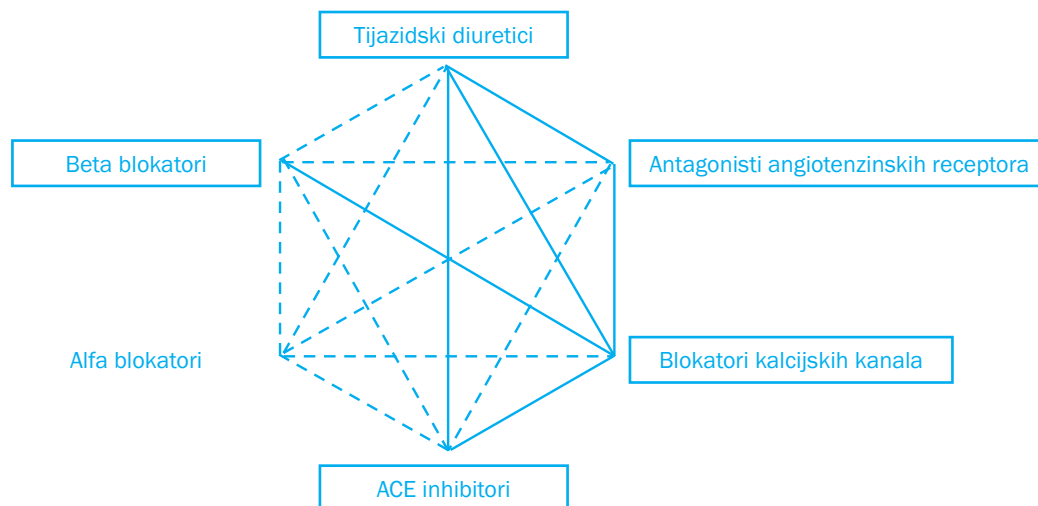 Tijazidski diuretici
Beta blokatori
Antagonisti angiotenzinskih receptora
Alfa blokatori
Blokatori kalcijskih kanala
ACE inhibitori